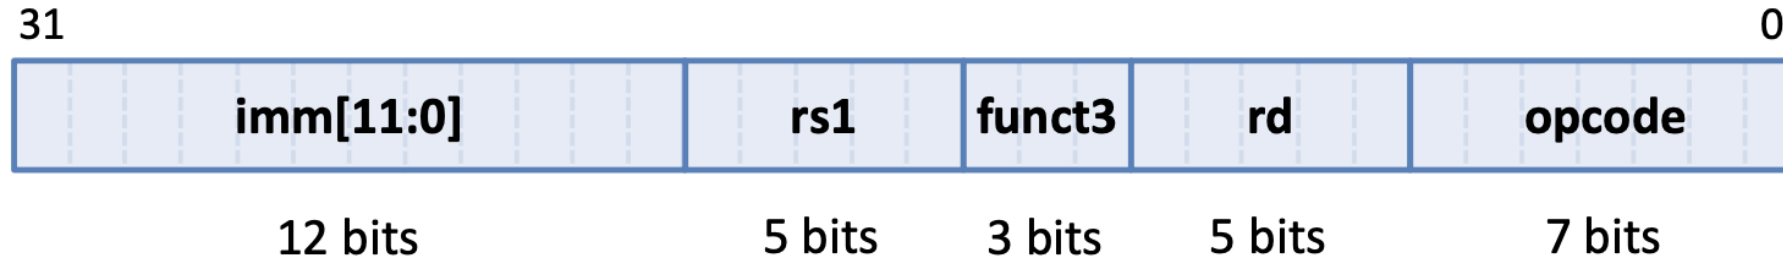 31 0
imm[11:0] rs1 funct3 rd opcode
12 bits 5 bits 3 bits 5 bits 7 bits